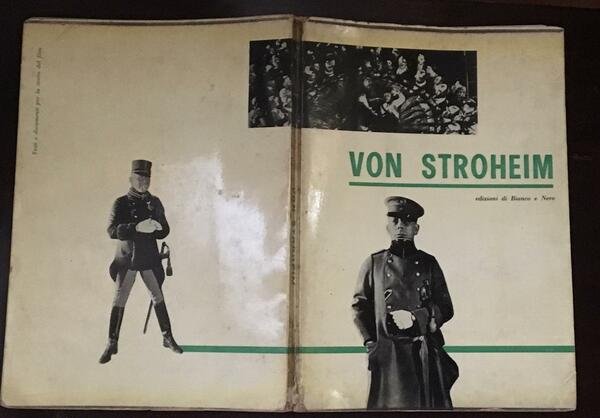 Testi e documenti per la storia del film
VON STROHEIM
edizioni di Bianco e Nero